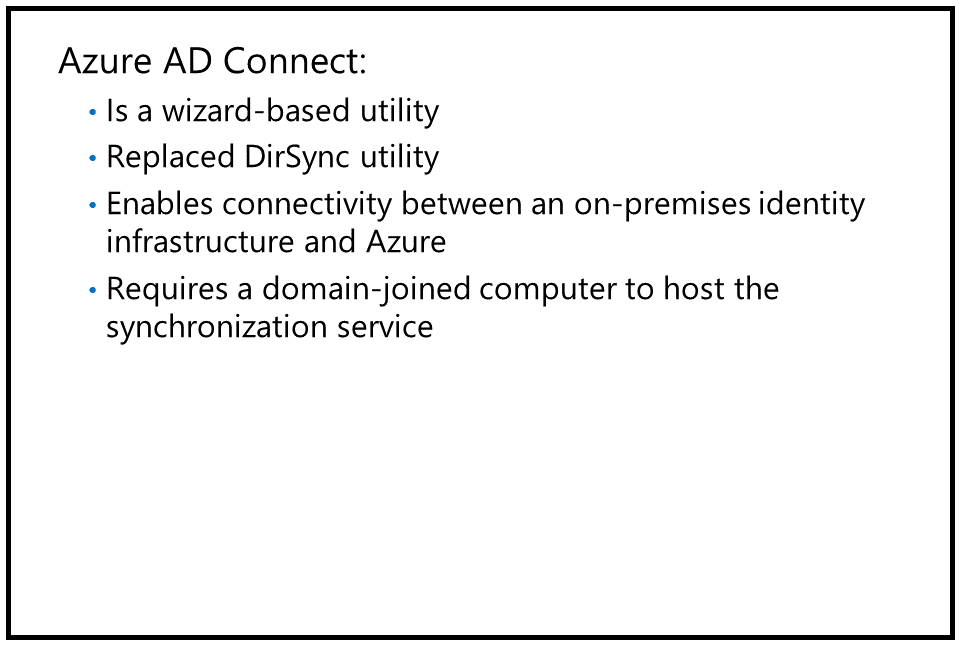 Azure AD Connect:
• Is a wizard-based utility
• Replaced DirSync utility
• Enables connectivity between an on-premises identity
infrastructure and Azure
• Requires a domain-joined computer to host the
synchronization service